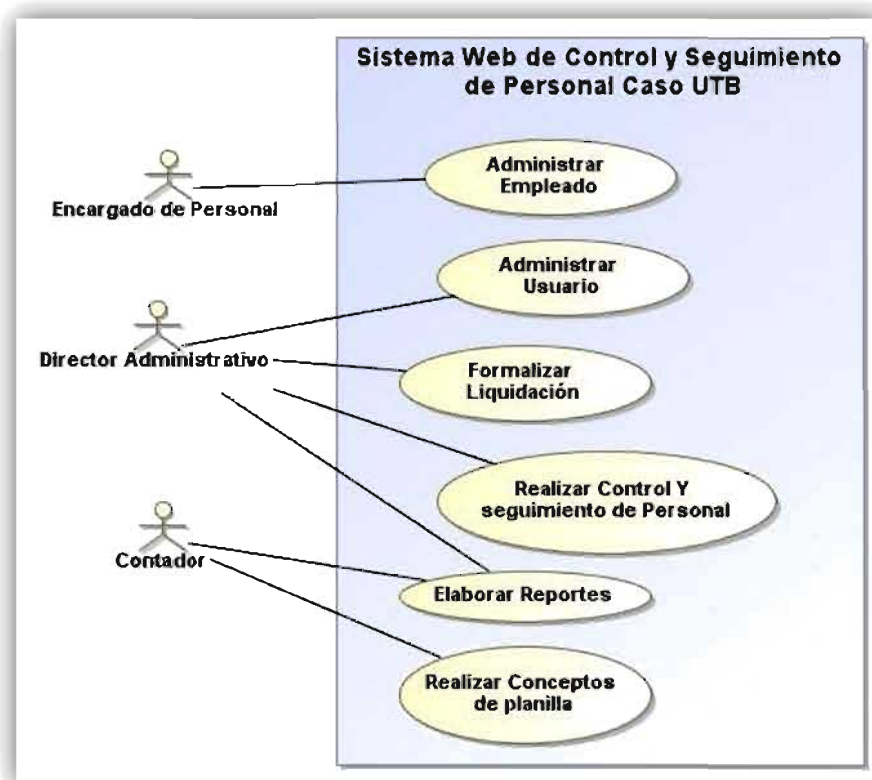 Sistema Web de Control y Seguimiento
de Personal Caso UTB
Encargado de Personal
Administrar
Empleado
Director Administrativo
Administrar
Usuario
Formalizar
Liquidación
Realizar Control Y
seguimiento de Personal
Contador
Elaborar Reportes
Realizar Conceptos
de planilla